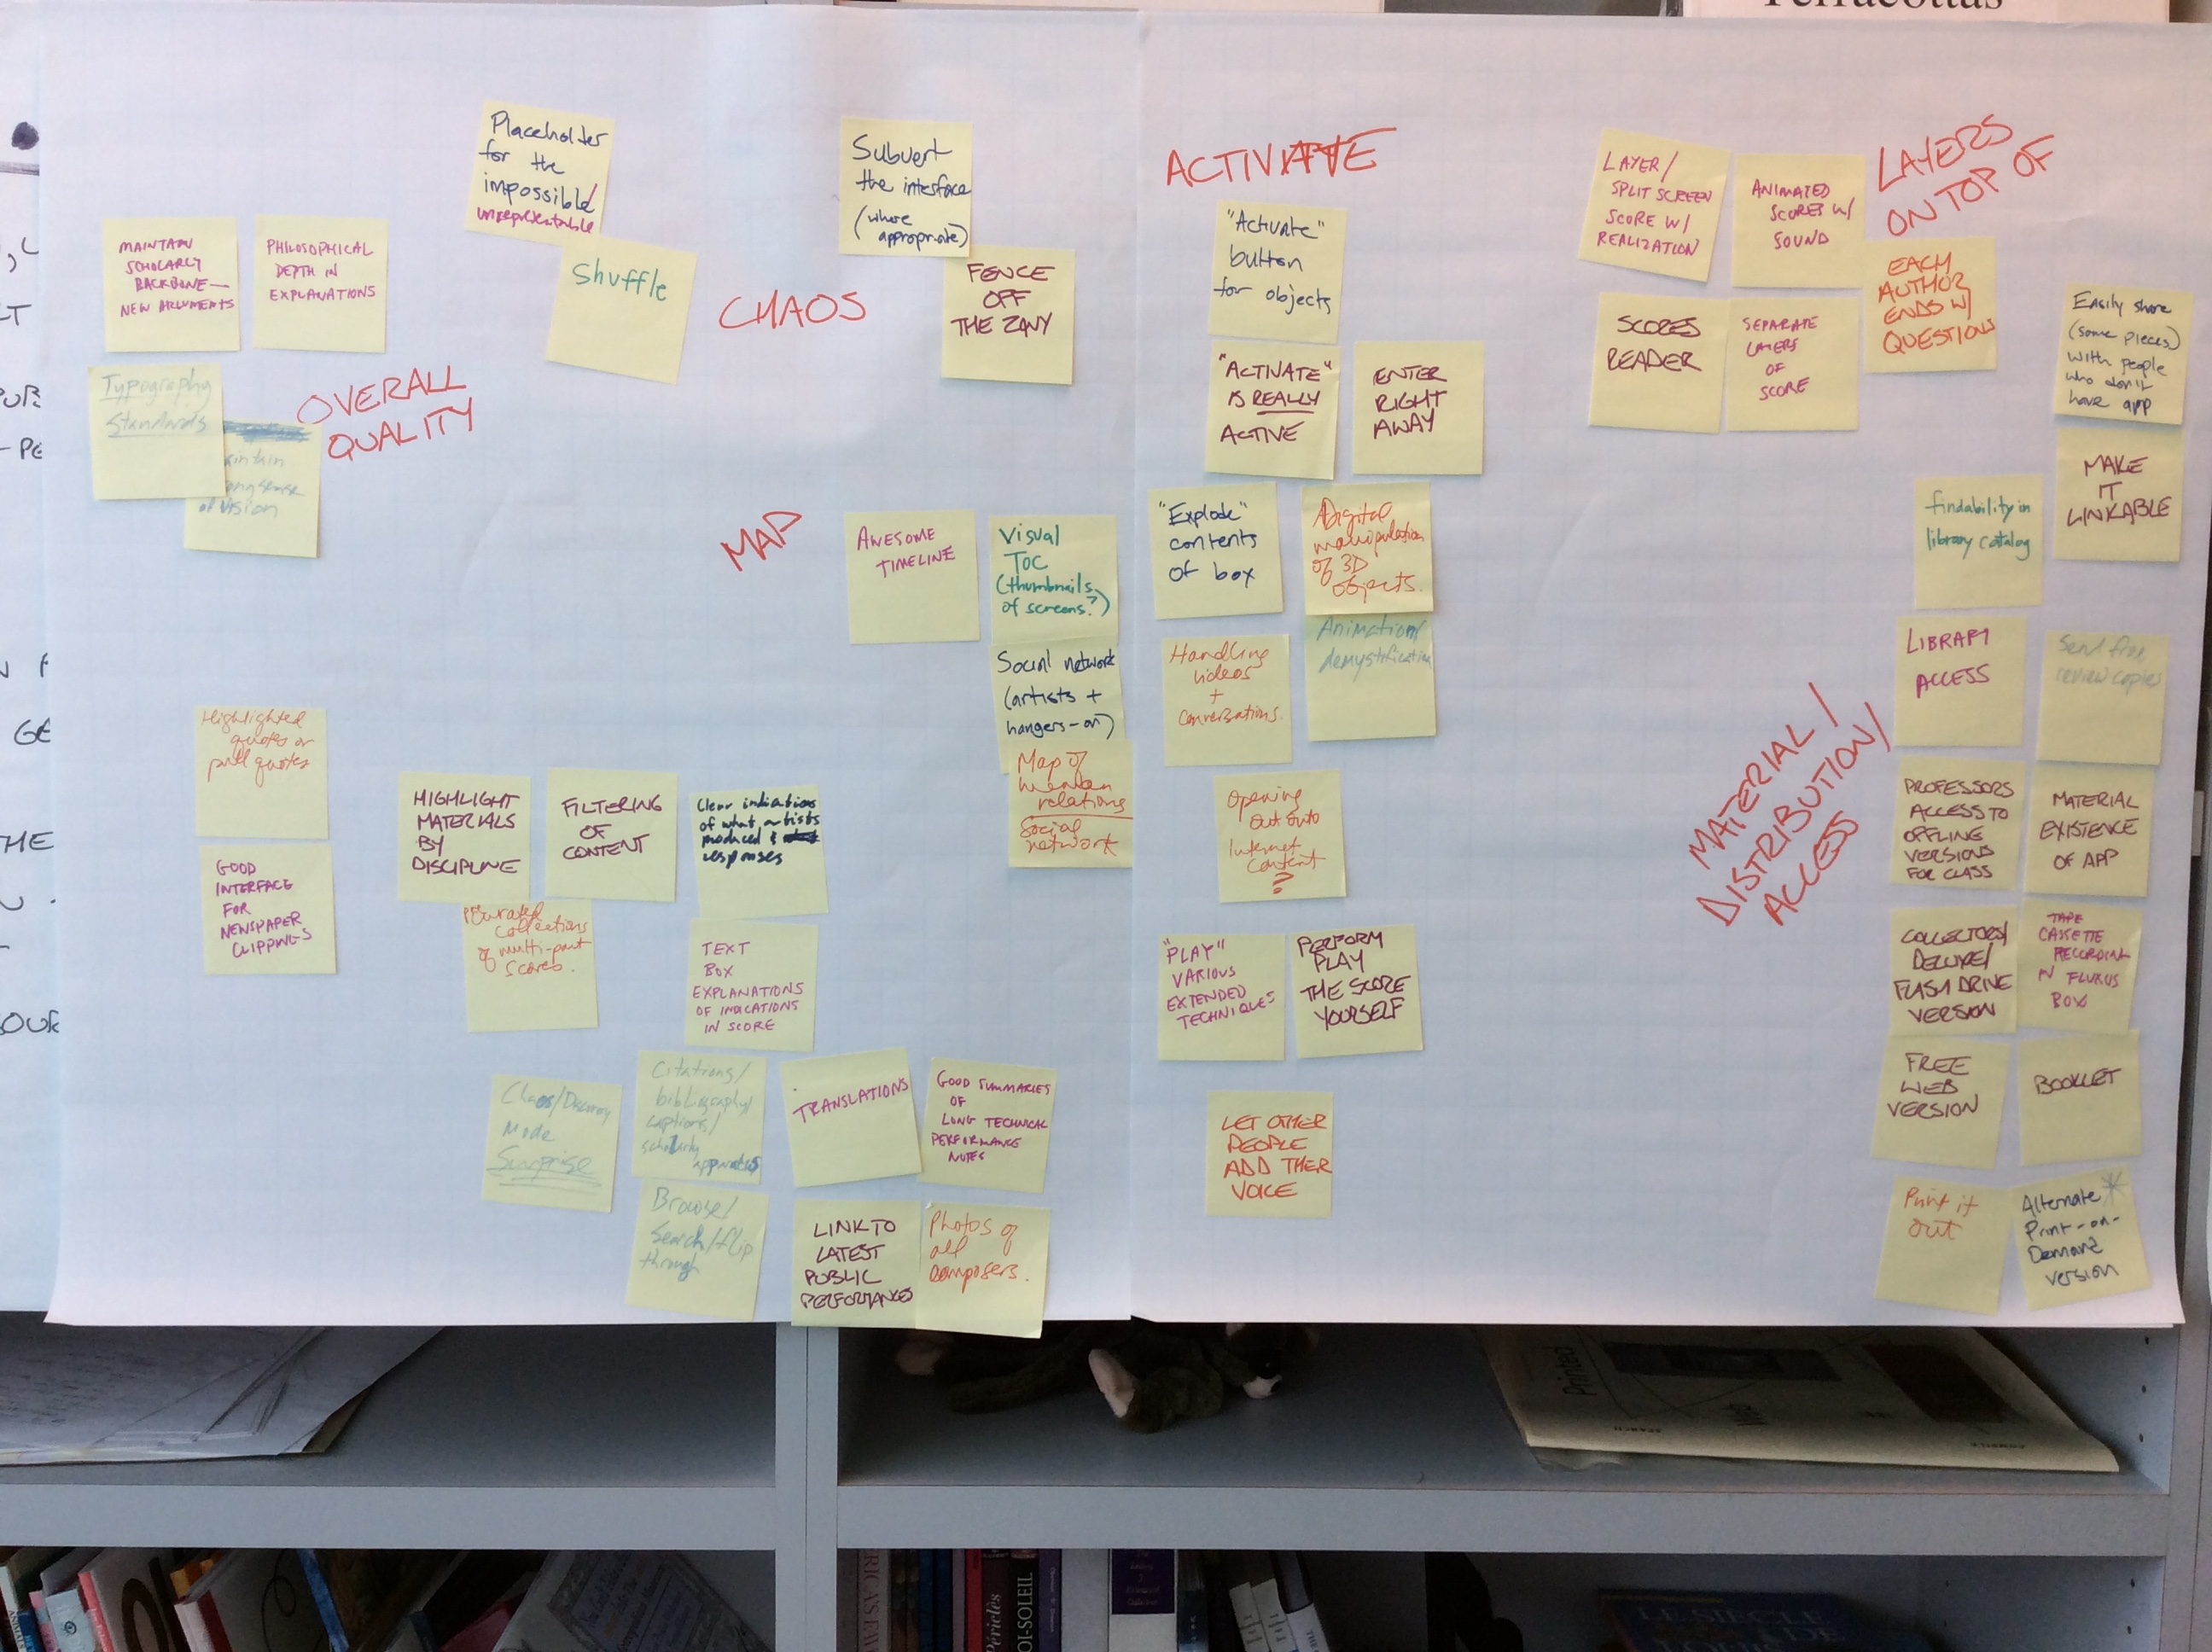 Terracottas
Placeholder
for the
impossible/
unrepresentable
Shuffle
CHAOS
Subvert
the interface
(where
appropriate)
FENCE
OFF
THE ZANY
MAINTAIN
SCHOLARLY
BACKBONE—
NEW ARGUMENTS
PHILOSOPHICAL
DEPTH IN
EXPLANATIONS
Typography
Standards
vision
OVERALL
QUALITY
MAP
AWESOME
TIMELINE
Visual
TOC
(thumbnails
of screens?)
Social network
(artists +
hangers-on)
Map of
relations
Social
network
Highlighted
quotes or
pull quotes
GOOD
INTERFACE
FOR
NEWSPAPER
CLIPPINGS
HIGHLIGHT
MATERIALS
BY
DISCIPLINE
FILTERING
OF
CONTENT
Clear indications
of what artists
produced &
responses
Curated
collections
of multi-part
scores.
TEXT
BOX
EXPLANATIONS
OF INDICATIONS
IN SCORE
Chaos/Discovery
Mode
Surprise
Citations/
bibliography/
captions/
scholarly
apparatus
TRANSLATIONS
GOOD SUMMARIES
OF
LONG TECHNICAL
PERFORMANCE
NOTES
Browse/
Search/flip
through
LINK TO
LATEST
PUBLIC
PERFORMANCES
Photos of
all
composers.
ACTIVATE
"Activate"
button
for objects
"ACTIVATE"
IS REALLY
ACTIVE
ENTER
RIGHT
AWAY
"Explode"
contents
of box
Digital
manipulation
of 3D
objects.
Handling
videos
+
conversations.
Animation/
demystification
Opening
out onto
Internet
Content
?
"PLAY"
VARIOUS
EXTENDED
TECHNIQUES
PERFORM
PLAY
THE SCORE
YOURSELF
LET OTHER
PEOPLE
ADD THER
VOICE
LAYER/
SPLIT SCREEN
SCORE W/
REALIZATION
ANIMATED
SCORES W/
SOUND
LAYERS
ON TOP OF
SCORES
READER
SEPARATE
LAYERS
OF
SCORE
EACH
AUTHOR
ENDS W/
QUESTIONS
Easily share
(some pieces)
with people
who don't
have app
MAKE
IT
LINKABLE
findability in
library catalog
LIBRARY
ACCESS
Send free
review copies
MATERIAL /
DISTRIBUTION/
ACCESS
PROFESSORS
ACCESS TO
OFFLINE
VERSIONS
FOR CLASS
MATERIAL
EXISTENCE
OF APP
COLLECTORS/
DELUXE/
FLASH DRIVE
VERSION
TAPE
CASSETTE
RECORDING
IN FLUXUS
BOX
FREE
WEB
VERSION
BOOKLET
Print it
out
Alternate
Print-on-
Demand
version
Printed
Web
Periclès
OI-SOLEIL
LE SIECLE